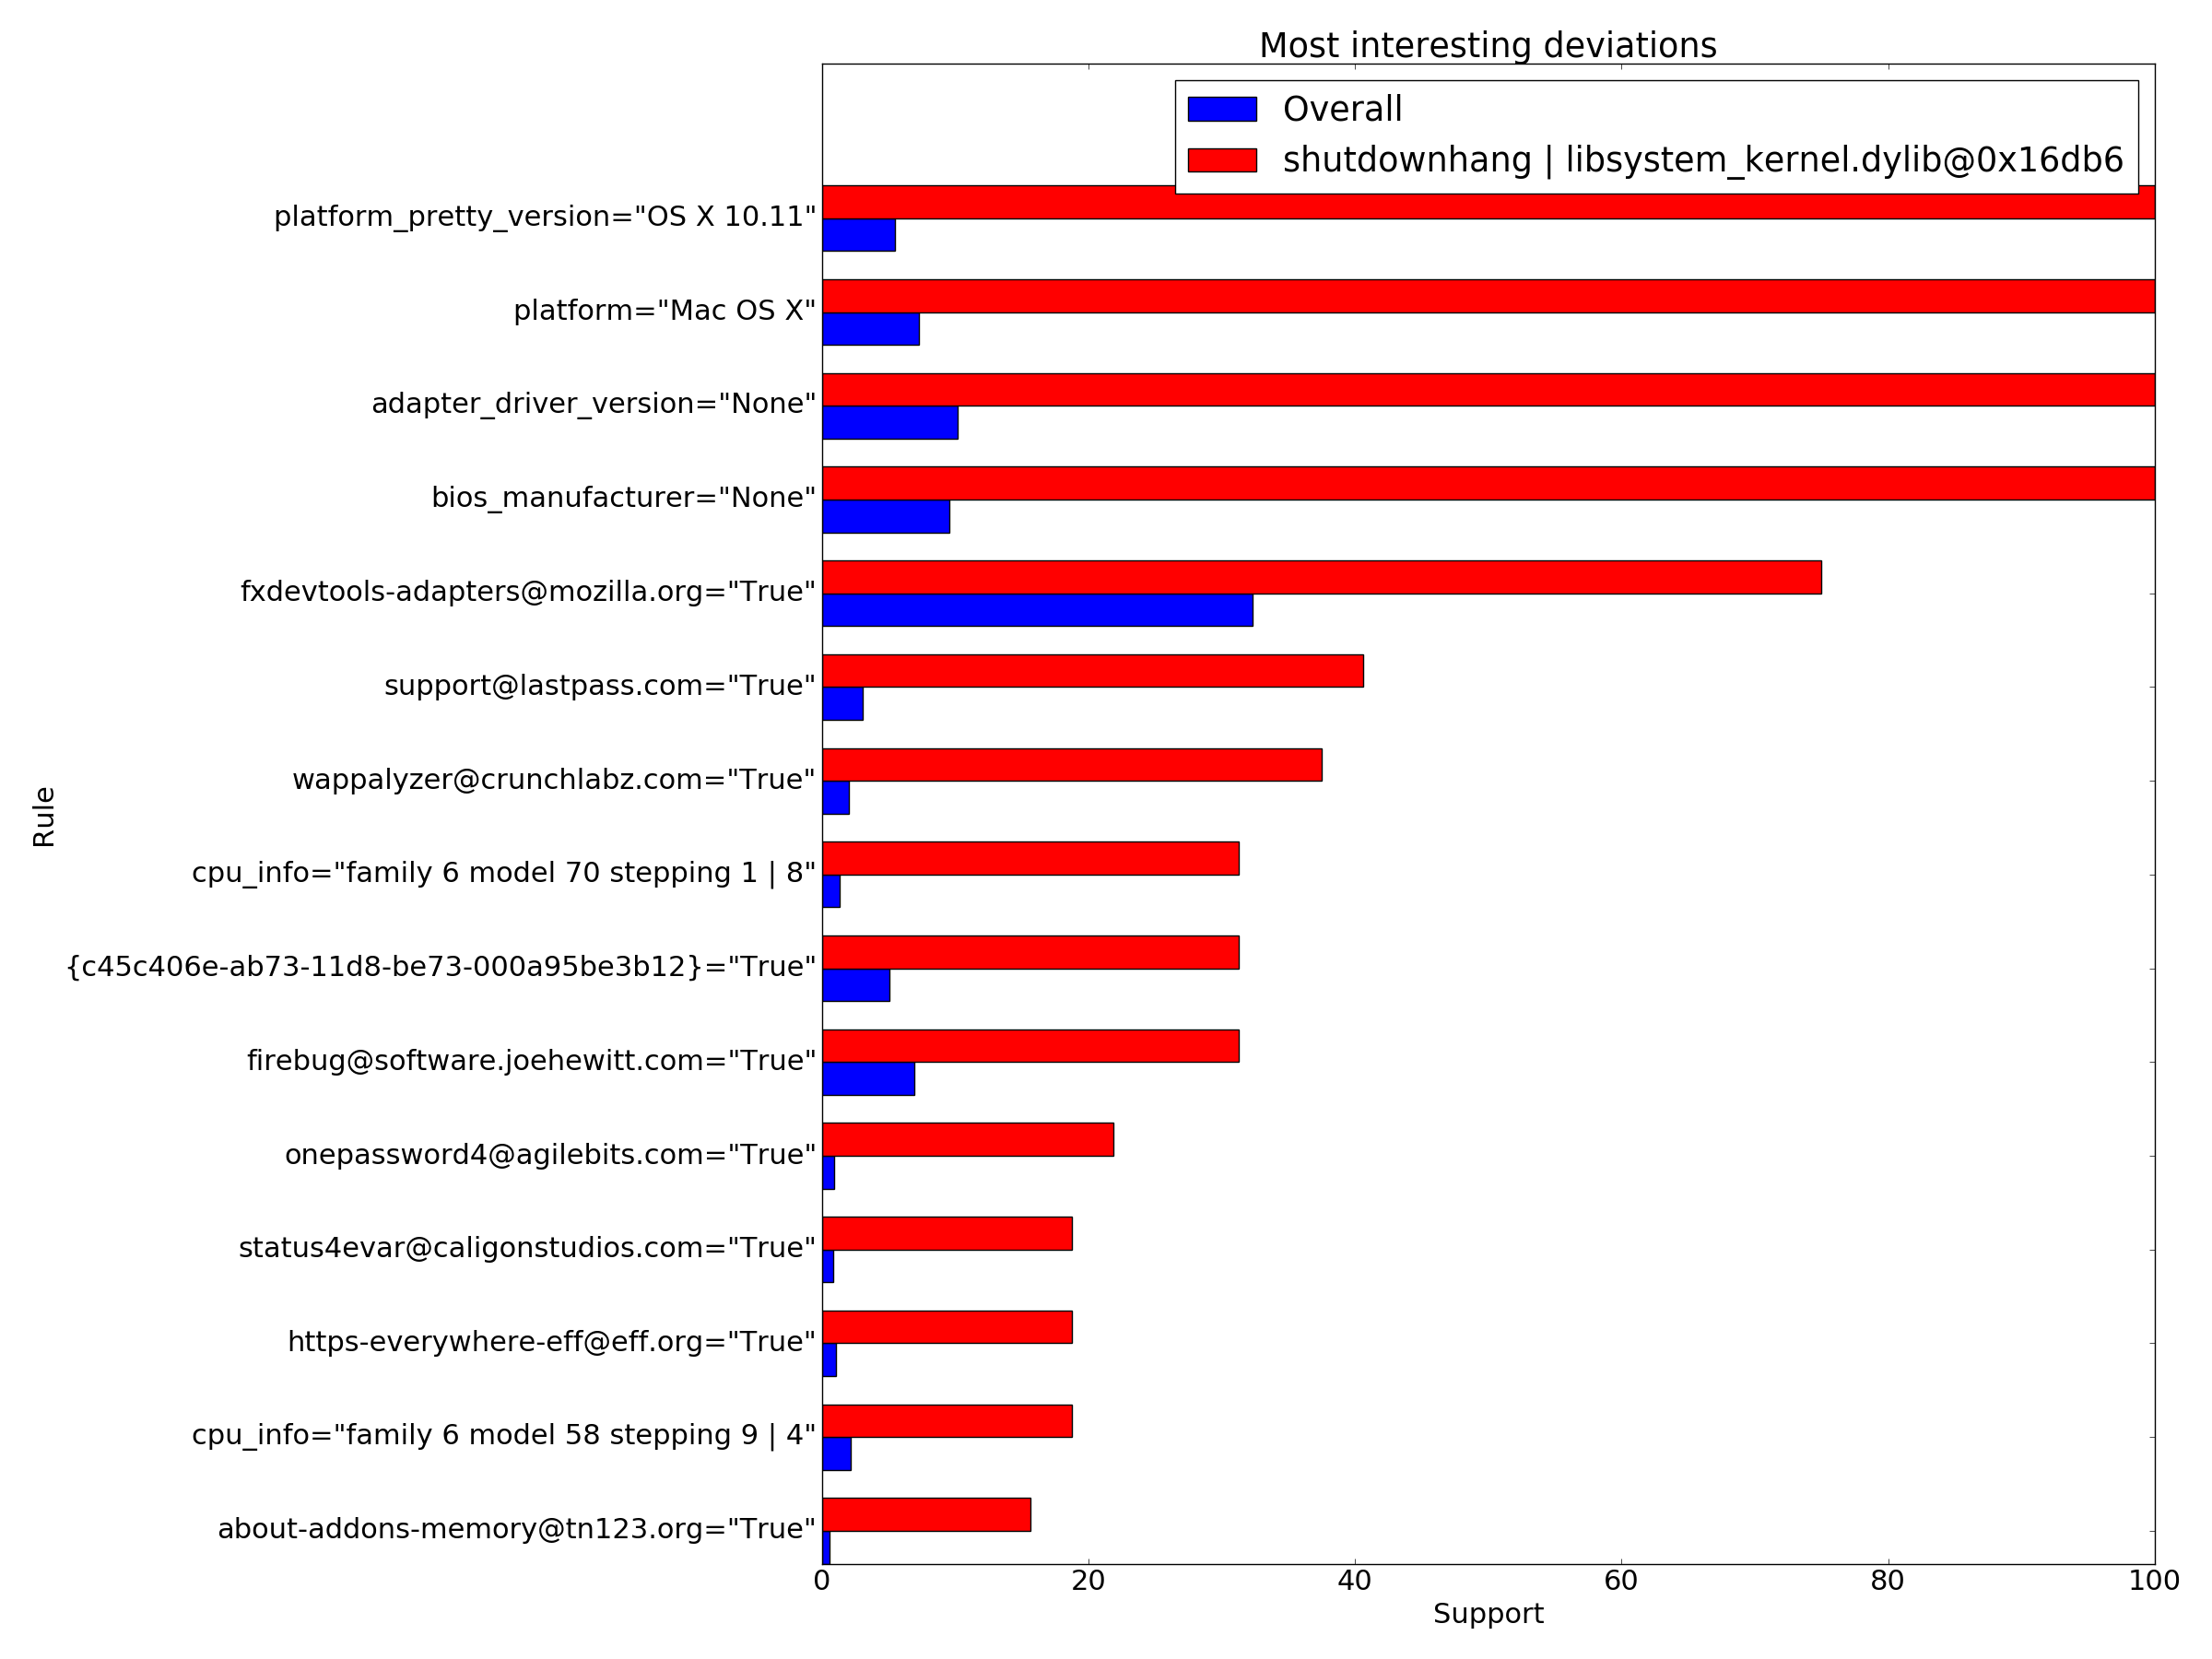 Most interesting deviations
Overall
shutdownhang | libsystem_kernel.dylib@0x16db6
platform_pretty_version="OS X 10.11"
platform="Mac OS X"
adapter_driver_version="None"
bios_manufacturer="None"
fxdevtools-adapters@mozilla.org="True"
support@lastpass.com="True"
wappalyzer@crunchlabz.com="True"
cpu_info="family 6 model 70 stepping 1 | 8"
{c45c406e-ab73-11d8-be73-000a95be3b12}="True"
firebug@software.joehewitt.com="True"
onepassword4@agilebits.com="True"
status4evar@caligonstudios.com="True"
https-everywhere-eff@eff.org="True"
cpu_info="family 6 model 58 stepping 9 | 4"
about-addons-memory@tn123.org="True"
Rule
0 20 40 60 80 100
Support